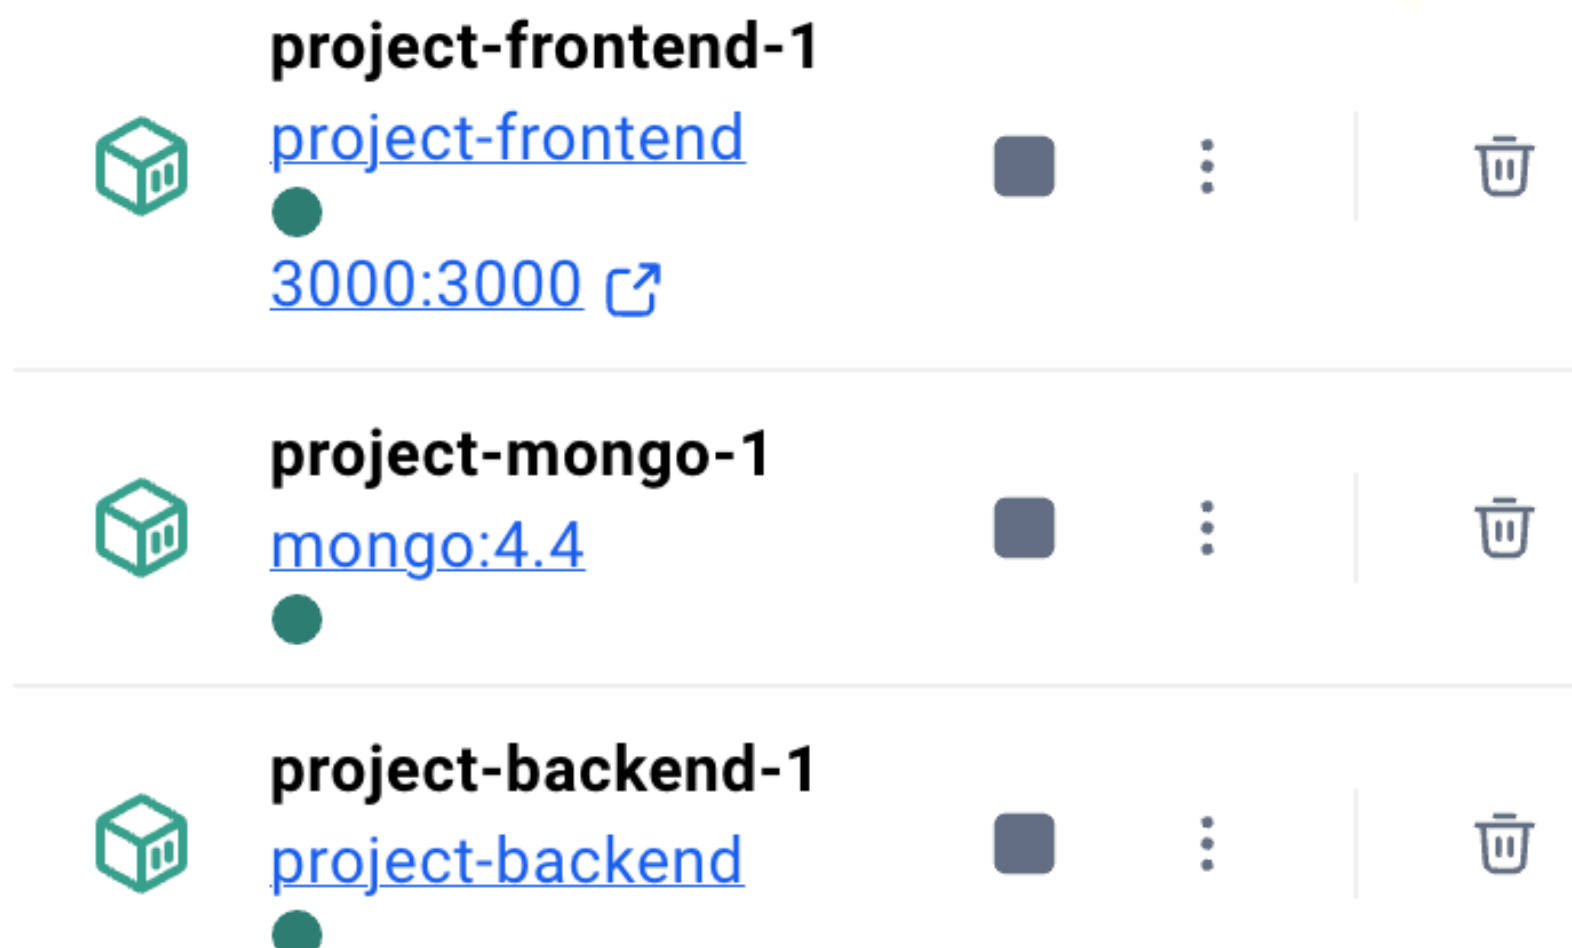 project-frontend-1
project-frontend
3000:3000
project-mongo-1
mongo:4.4
project-backend-1
project-backend